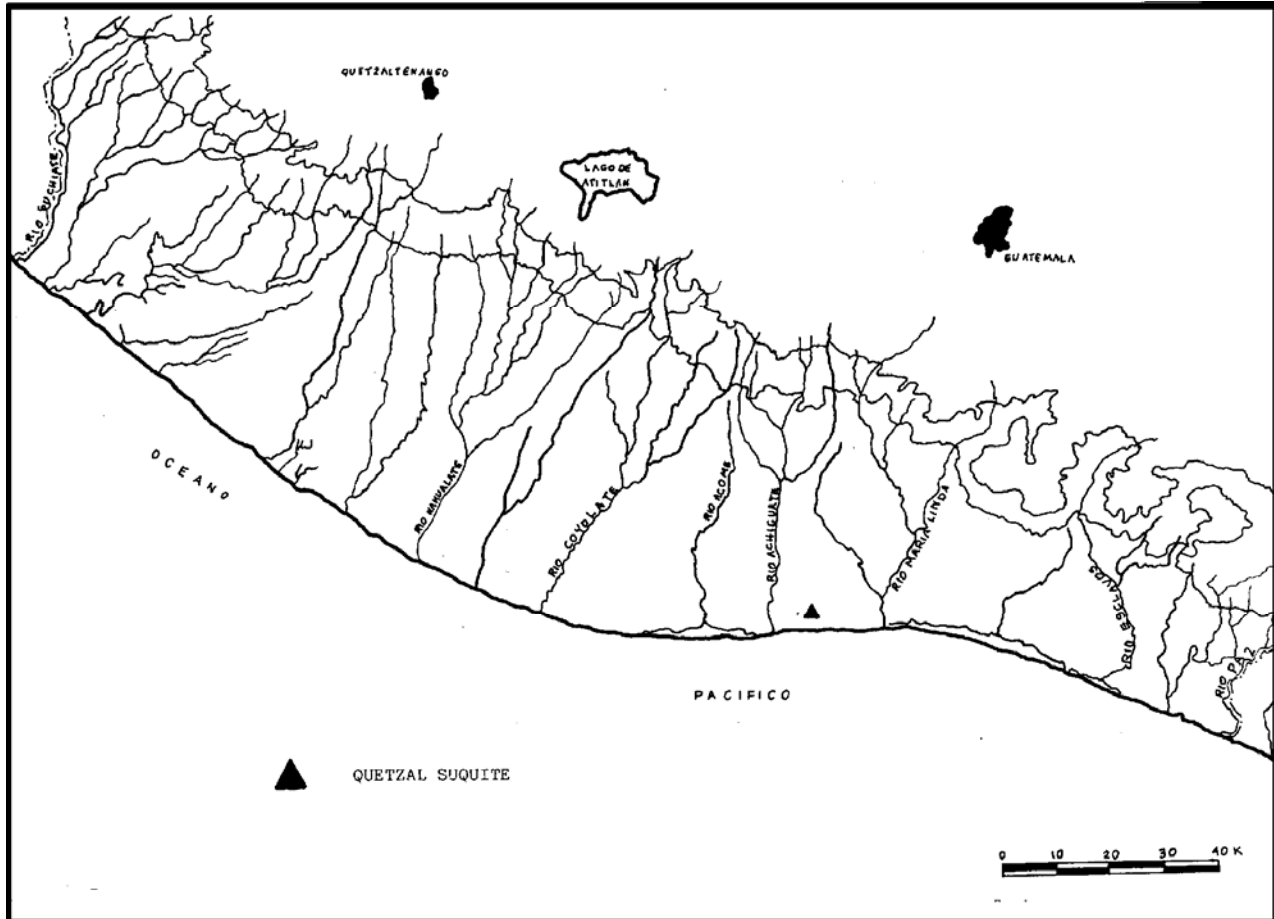 QUETZALTENANGO
LAGO DE
ATITLAN
GUATEMALA
RIO SUCHIATE
OCEANO
RIO NAHUALATE
RIO COYOLATE
RIO ACOME
RIO ACHIGUATE
RIO MARIA LINDA
RIO ESCLAVOS
RIO PAZ
PACIFICO
QUETZAL SUQUITE
0 10 20 30 40 K